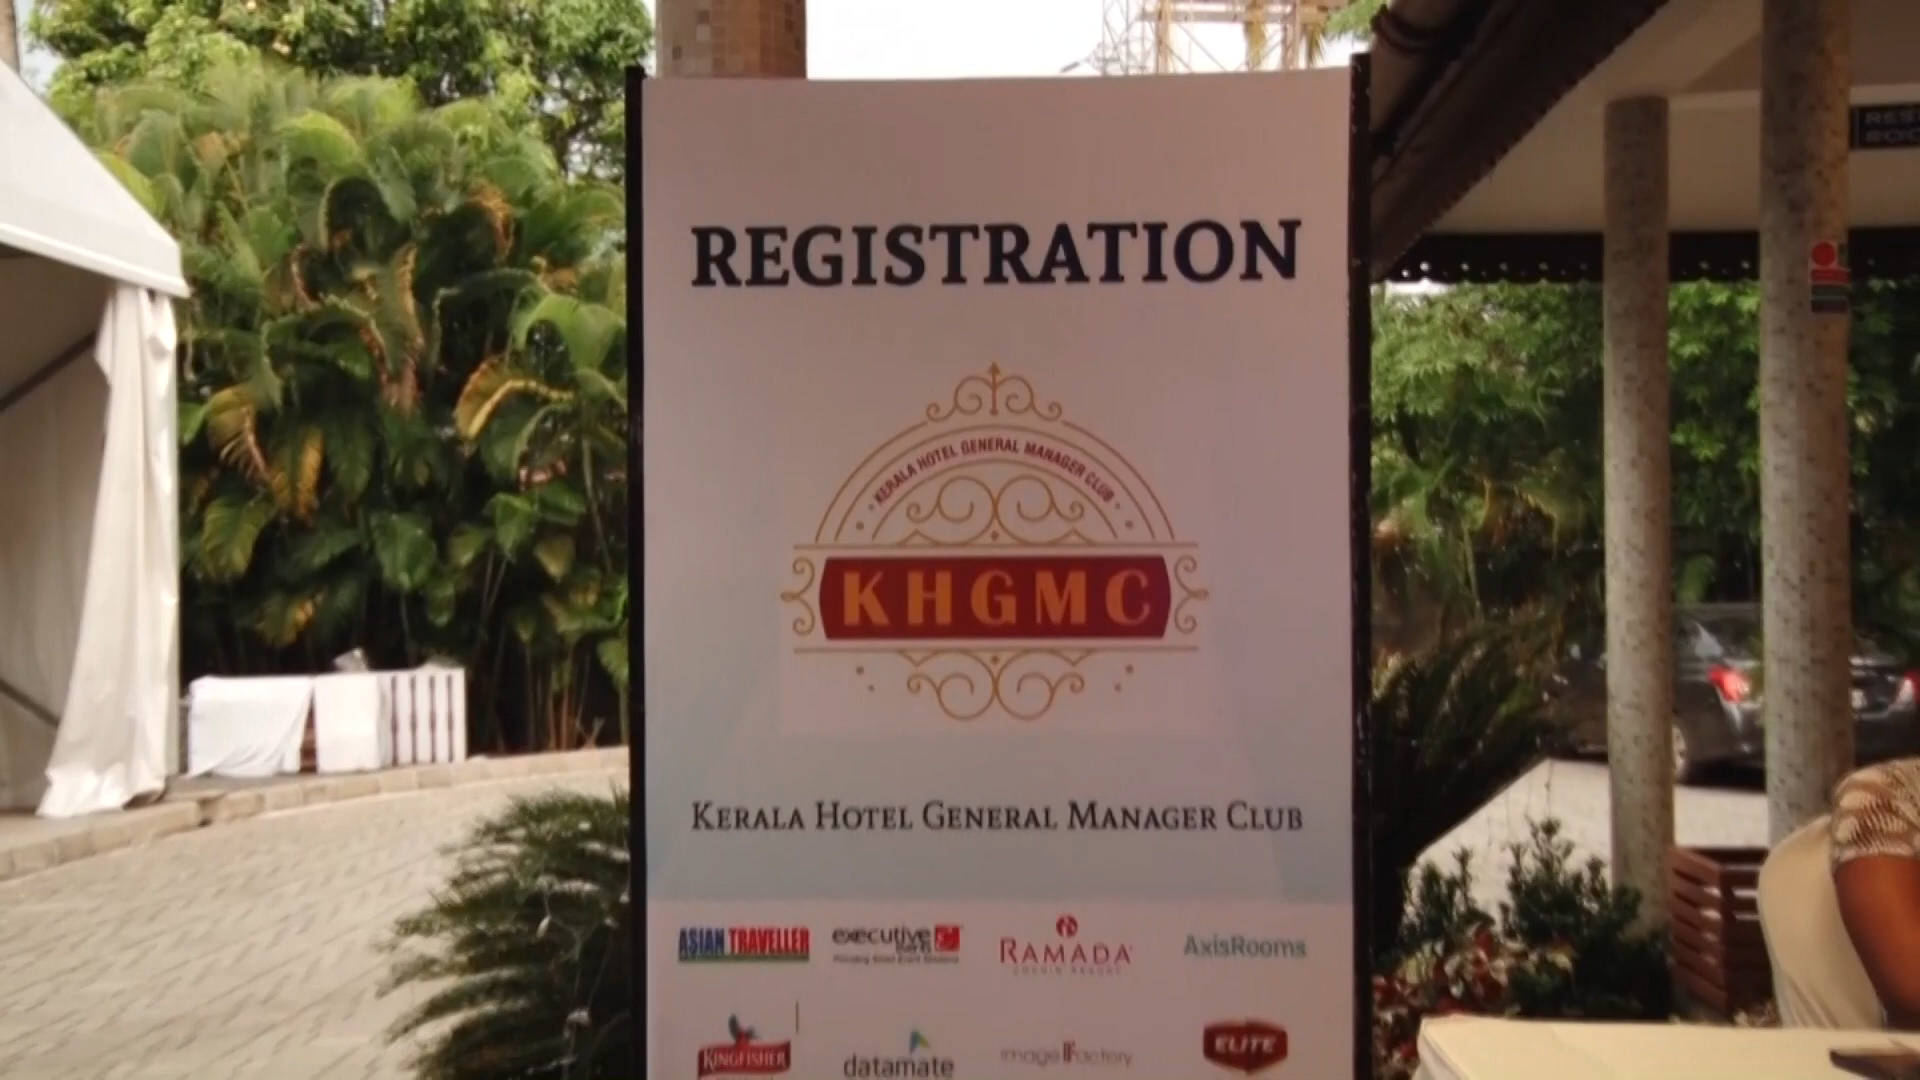 REGISTRATION
KERALA HOTEL GENERAL MANAGER CLUB
KHGMC
KERALA HOTEL GENERAL MANAGER CLUB
ASIAN TRAVELLER
executive
RAMADA
AxisRooms
KINGFISHER
datamate
image factory
ELITE